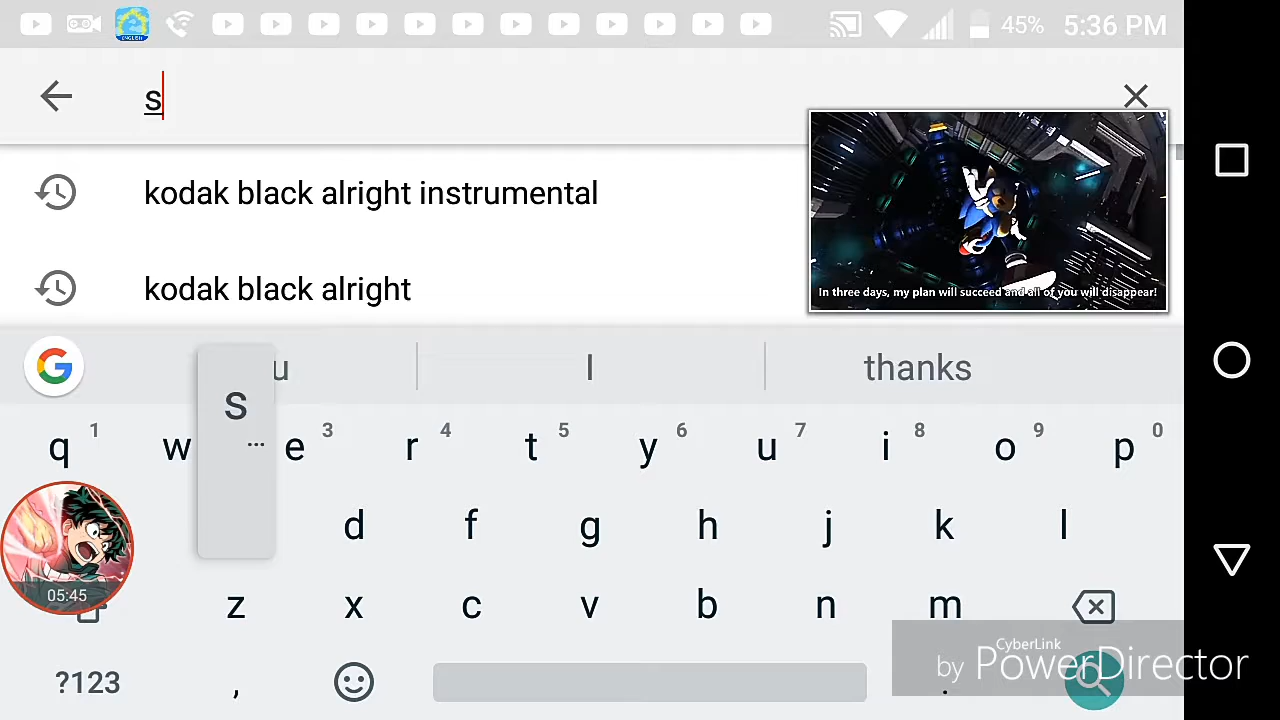 45% 5:36 PM
s
kodak black alright instrumental
kodak black alright
In three days, my plan will succeed and all of you will disappear!
u I thanks
s
...
q 1 w e 3 r 4 t 5 y 6 u 7 i 8 o 9 p 0
d f g h j k l
05:45
z x c v b n m
CyberLink
by PowerDirector
?123 , .